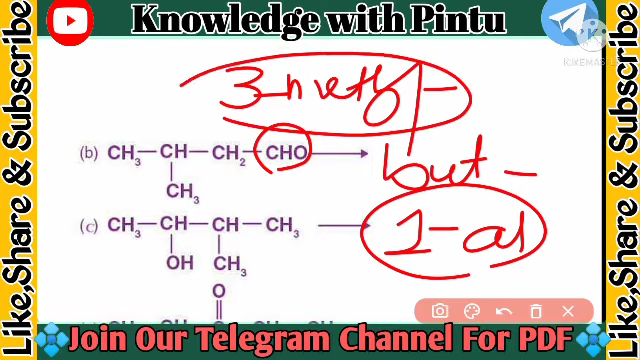 Knowledge with Pintu
Like,Share & Subscribe
Like,Share & Subscribe
3-methyl-
but-
1-al
(b) CH₃—CH—CH₂—CHO
CH₃
(c) CH₃—CH—CH—CH₃
OH CH₃
O
Join Our Telegram Channel For PDF